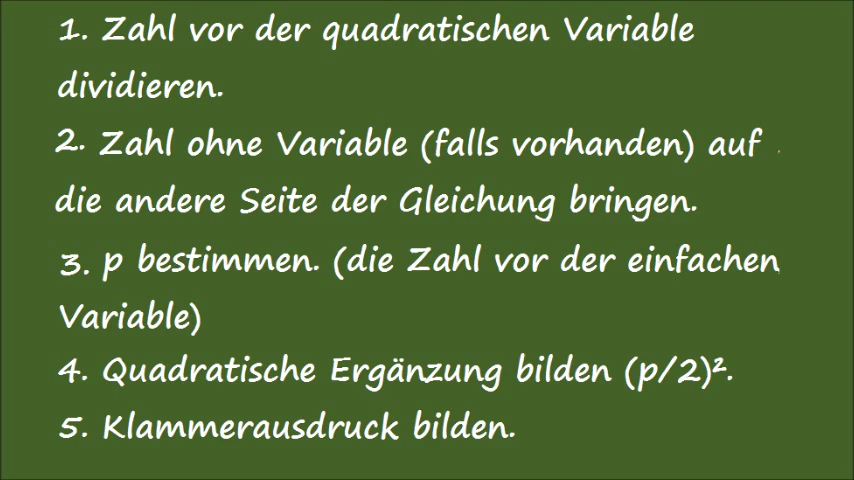 1. Zahl vor der quadratischen Variable
dividieren.
2. Zahl ohne Variable (falls vorhanden) auf
die andere Seite der Gleichung bringen.
3. p bestimmen. (die Zahl vor der einfachen
Variable)
4. Quadratische Ergänzung bilden (p/2)².
5. Klammerausdruck bilden.